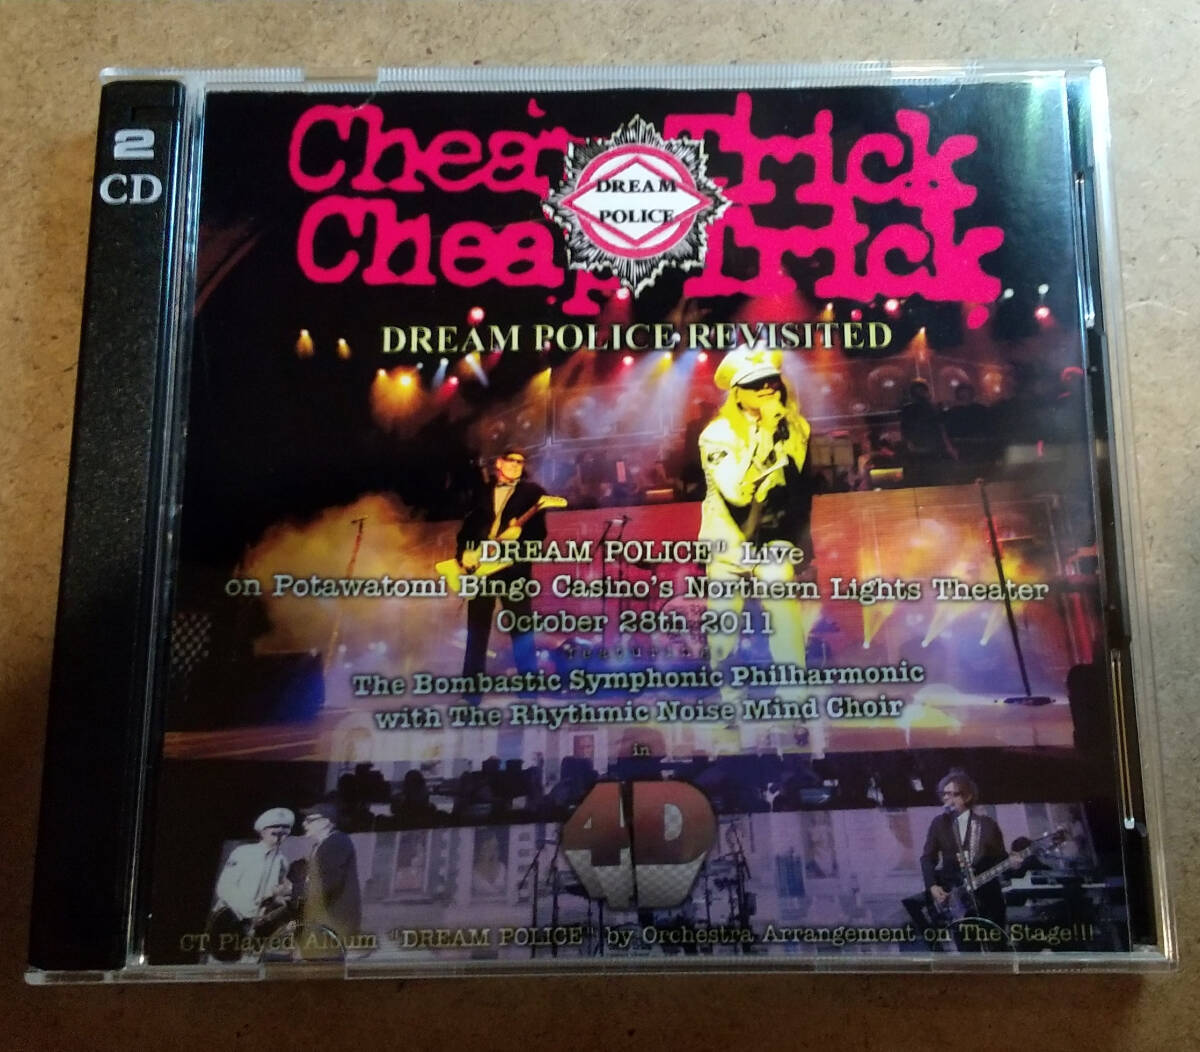 2
CD
Cheap Trick
Cheap Trick
DREAM
POLICE
DREAM POLICE REVISITED
"DREAM POLICE" Live
on Potawatomi Bingo Casino's Northern Lights Theater
October 28th 2011
featuring
The Bombastic Symphonic Philharmonic
with The Rhythmic Noise Mind Choir
in
4D
CT Played Album "DREAM POLICE" by Orchestra Arrangement on The Stage!!!